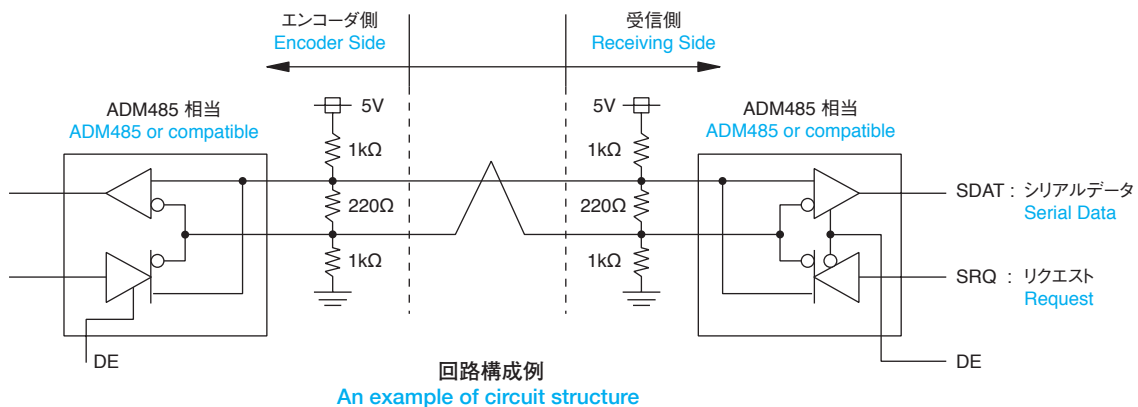 エンコーダ側
Encoder Side
受信側
Receiving Side
ADM485 相当
ADM485 or compatible
5V
5V
ADM485 相当
ADM485 or compatible
1kΩ
1kΩ
220Ω
220Ω
1kΩ
1kΩ
SDAT : シリアルデータ
Serial Data
SRQ : リクエスト
Request
DE
DE
回路構成例
An example of circuit structure